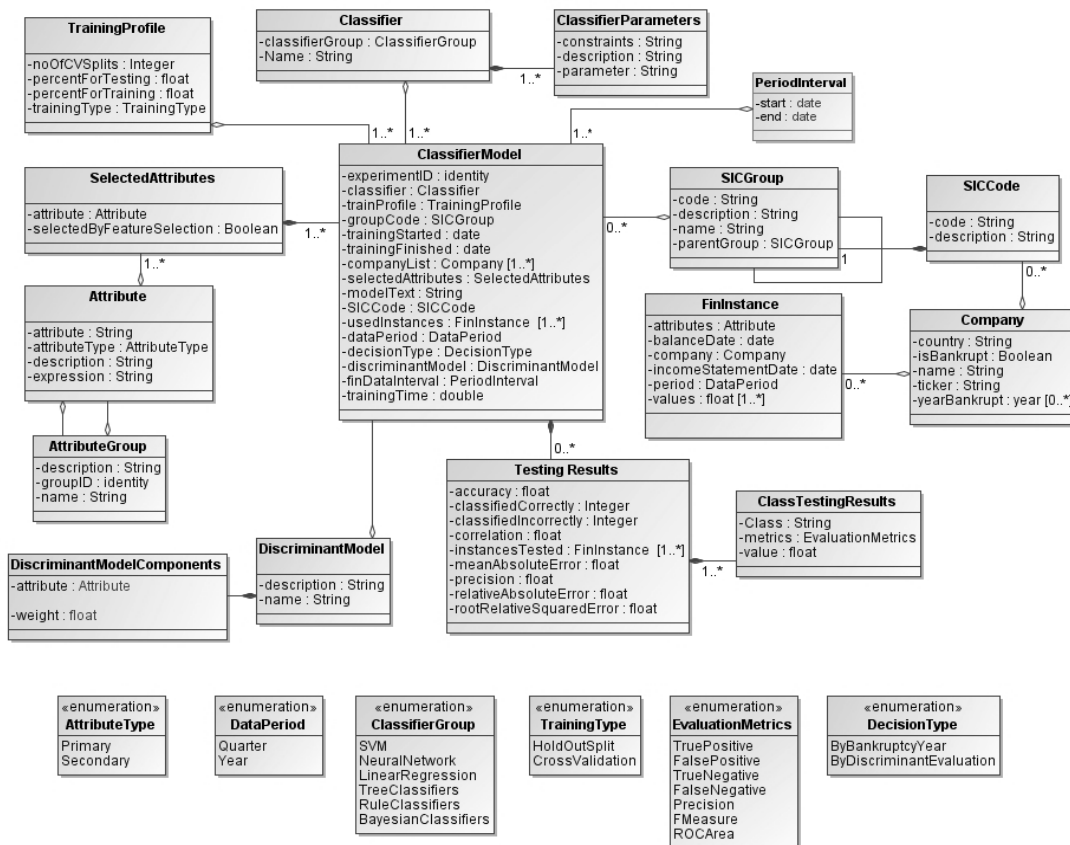 TrainingProfile
-noOfCVSplits : Integer
-percentForTesting : float
-percentForTraining : float
-trainingType : TrainingType
1..*
Classifier
-classifierGroup : ClassifierGroup
-Name : String
1..*
ClassifierParameters
-constraints : String
-description : String
-parameter : String
1..*
PeriodInterval
-start : date
-end : date
1..*
SelectedAttributes
-attribute : Attribute
-selectedByFeatureSelection : Boolean
1..*
1..*
ClassifierModel
-experimentID : identity
-classifier : Classifier
-trainProfile : TrainingProfile
-groupCode : SICGroup
-trainingStarted : date
-trainingFinished : date
-companyList : Company [1..*]
-selectedAttributes : SelectedAttributes
-modelText : String
-SICCode : SICCode
-usedInstances : FinInstance [1..*]
-dataPeriod : DataPeriod
-decisionType : DecisionType
-discriminantModel : DiscriminantModel
-finDataInterval : PeriodInterval
-trainingTime : double
0..*
0..*
SICGroup
-code : String
-description : String
-name : String
-parentGroup : SICGroup
1
SICCode
-code : String
-description : String
0..*
Attribute
-attribute : String
-attributeType : AttributeType
-description : String
-expression : String
FinInstance
-attributes : Attribute
-balanceDate : date
-company : Company
-incomeStatementDate : date
-period : DataPeriod
-values : float [1..*]
0..*
Company
-country : String
-isBankrupt : Boolean
-name : String
-ticker : String
-yearBankrupt : year [0..*]
AttributeGroup
-description : String
-groupID : identity
-name : String
Testing Results
-accuracy : float
-classifiedCorrectly : Integer
-classifiedIncorrectly : Integer
-correlation : float
-instancesTested : FinInstance [1..*]
-meanAbsoluteError : float
-precision : float
-relativeAbsoluteError : float
-rootRelativeSquaredError : float
1..*
ClassTestingResults
-Class : String
-metrics : EvaluationMetrics
-value : float
DiscriminantModelComponents
-attribute : Attribute
-weight : float
DiscriminantModel
-description : String
-name : String
«enumeration»
AttributeType
Primary
Secondary
«enumeration»
DataPeriod
Quarter
Year
«enumeration»
ClassifierGroup
SVM
NeuralNetwork
LinearRegression
TreeClassifiers
RuleClassifiers
BayesianClassifiers
«enumeration»
TrainingType
HoldOutSplit
CrossValidation
«enumeration»
EvaluationMetrics
TruePositive
FalsePositive
TrueNegative
FalseNegative
Precision
FMeasure
ROCArea
«enumeration»
DecisionType
ByBankruptcyYear
ByDiscriminantEvaluation